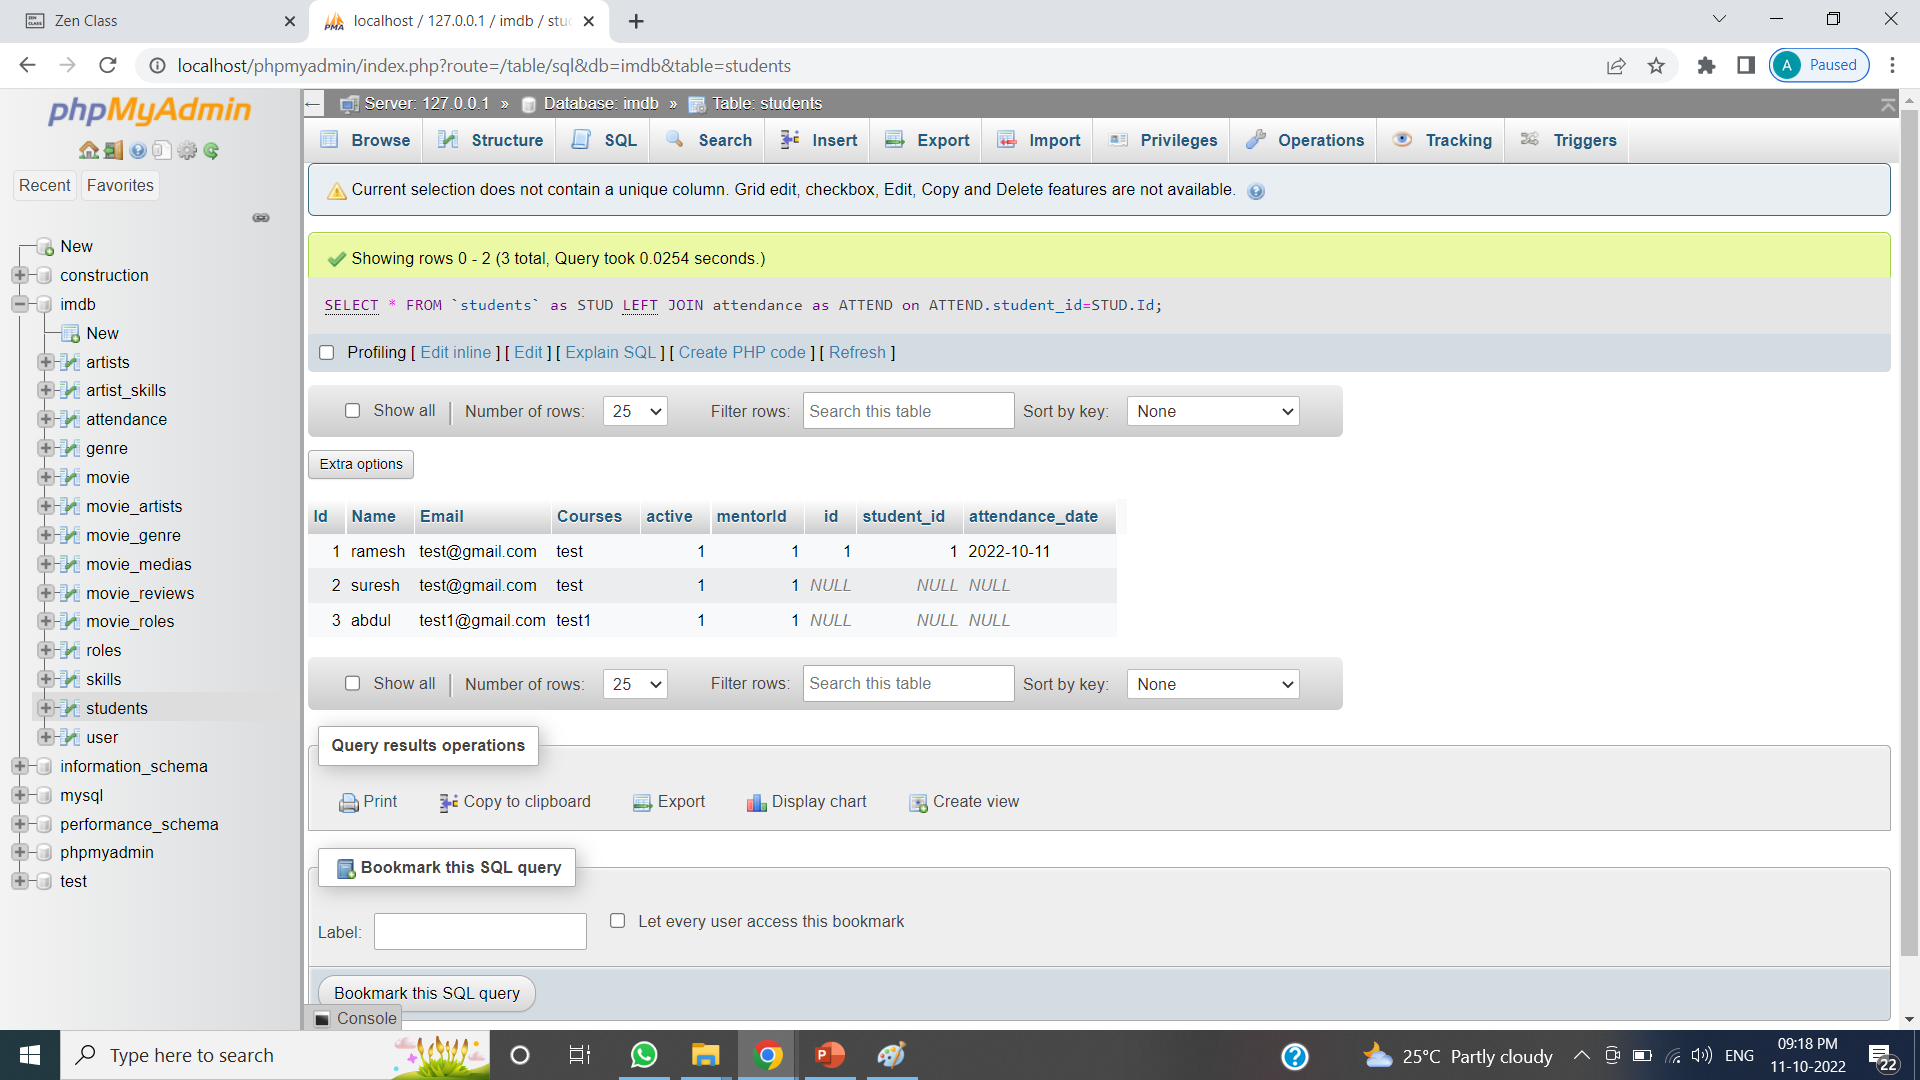 Zen Class
localhost / 127.0.0.1 / imdb / stud
localhost/phpmyadmin/index.php?route=/table/sql&db=imdb&table=students
A Paused
phpMyAdmin
Recent Favorites
New
construction
imdb
New
artists
artist_skills
attendance
genre
movie
movie_artists
movie_genre
movie_medias
movie_reviews
movie_roles
roles
skills
students
user
information_schema
mysql
performance_schema
phpmyadmin
test
Server: 127.0.0.1 » Database: imdb » Table: students
Browse Structure SQL Search Insert Export Import Privileges Operations Tracking Triggers
Current selection does not contain a unique column. Grid edit, checkbox, Edit, Copy and Delete features are not available.
Showing rows 0 - 2 (3 total, Query took 0.0254 seconds.)
SELECT * FROM `students` as STUD LEFT JOIN attendance as ATTEND on ATTEND.student_id=STUD.Id;
Profiling [ Edit inline ] [ Edit ] [ Explain SQL ] [ Create PHP code ] [ Refresh ]
Show all Number of rows: 25 Filter rows: Search this table Sort by key: None
Extra options
Id Name Email Courses active mentorId id student_id attendance_date
1 ramesh test@gmail.com test 1 1 1 1 2022-10-11
2 suresh test@gmail.com test 1 1 NULL NULL NULL
3 abdul test1@gmail.com test1 1 1 NULL NULL NULL
Show all Number of rows: 25 Filter rows: Search this table Sort by key: None
Query results operations
Print Copy to clipboard Export Display chart Create view
Bookmark this SQL query
Label: Let every user access this bookmark
Bookmark this SQL query
Console
Type here to search
25°C Partly cloudy
ENG
09:18 PM
11-10-2022
22